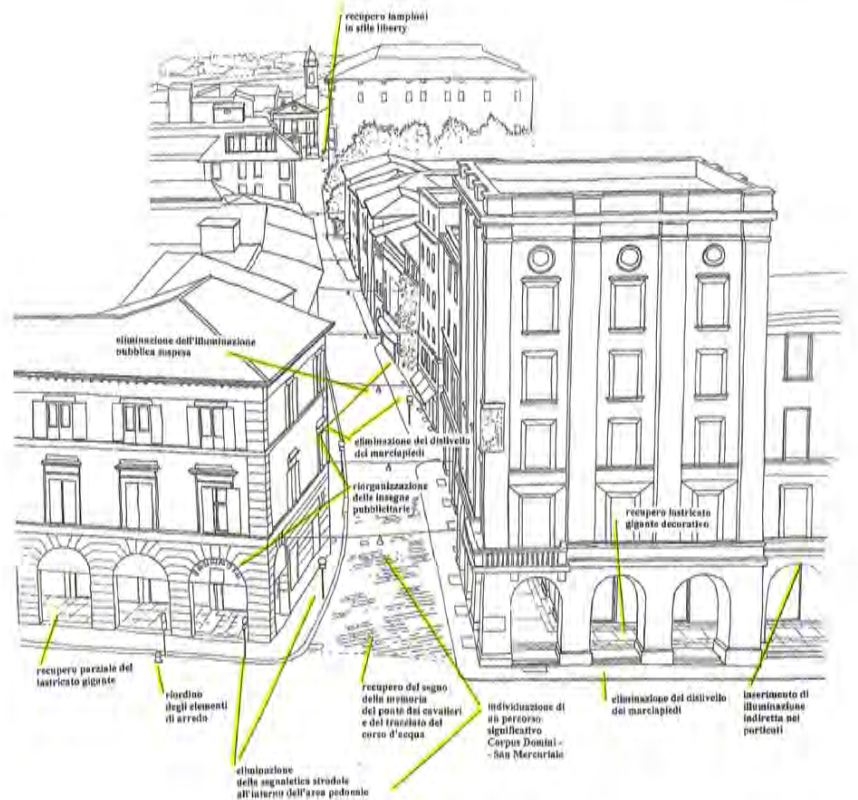 recupero lampioni
in stile liberty
eliminazione dell'illuminazione
pubblica sospesa
eliminazione del dislivello
dei marciapiedi
riorganizzazione
delle insegne
pubblicitarie
recupero lastricato
gigante decorativo
recupero parziale del
lastricato gigante
riordino
degli elementi
di arredo
recupero del segno
della memoria
del ponte dei cavalieri
e del tracciato del
corso d'acqua
individuazione di
un percorso
significativo
Corpus Domini -
- San Mercuriale
eliminazione del dislivello
dei marciapiedi
inserimento di
illuminazione
indiretta nei
porticati
eliminazione
della segnaletica stradale
all'interno dell'area pedonale